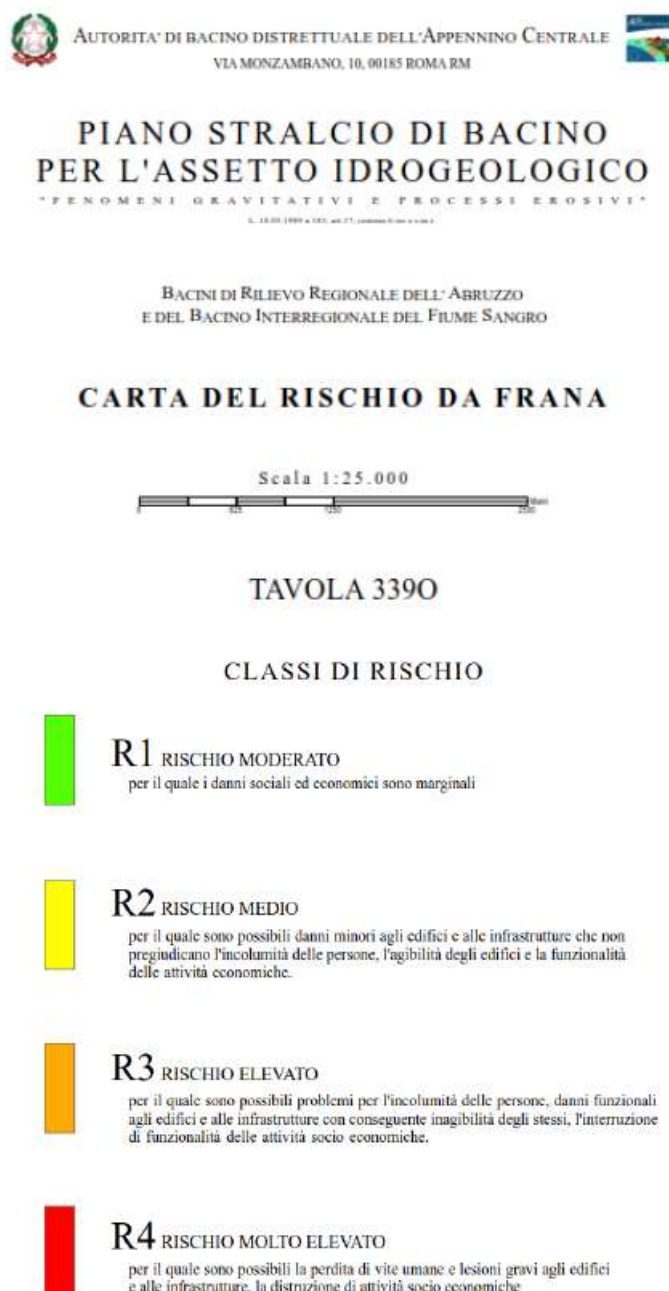 AUTORITA' DI BACINO DISTRETTUALE DELL'APPENNINO CENTRALE
VIA MONZAMBANO, 10, 00185 ROMA RM
PIANO STRALCIO DI BACINO
PER L'ASSETTO IDROGEOLOGICO
"FENOMENI GRAVITATIVI E PROCESSI EROSIVI"
BACINI DI RILIEVO REGIONALE DELL' ABRUZZO
E DEL BACINO INTERREGIONALE DEL FIUME SANGRO
CARTA DEL RISCHIO DA FRANA
Scala 1:25.000
0 625 1250 2500 Metri
TAVOLA 339O
CLASSI DI RISCHIO
R1 RISCHIO MODERATO
per il quale i danni sociali ed economici sono marginali
R2 RISCHIO MEDIO
per il quale sono possibili danni minori agli edifici e alle infrastrutture che non
pregiudicano l'incolumità delle persone, l'agibilità degli edifici e la funzionalità
delle attività economiche.
R3 RISCHIO ELEVATO
per il quale sono possibili problemi per l'incolumità delle persone, danni funzionali
agli edifici e alle infrastrutture con conseguente inagibilità degli stessi, l'interruzione
di funzionalità delle attività socio economiche.
R4 RISCHIO MOLTO ELEVATO
per il quale sono possibili la perdita di vite umane e lesioni gravi agli edifici
e alle infrastrutture, la distruzione di attività socio economiche